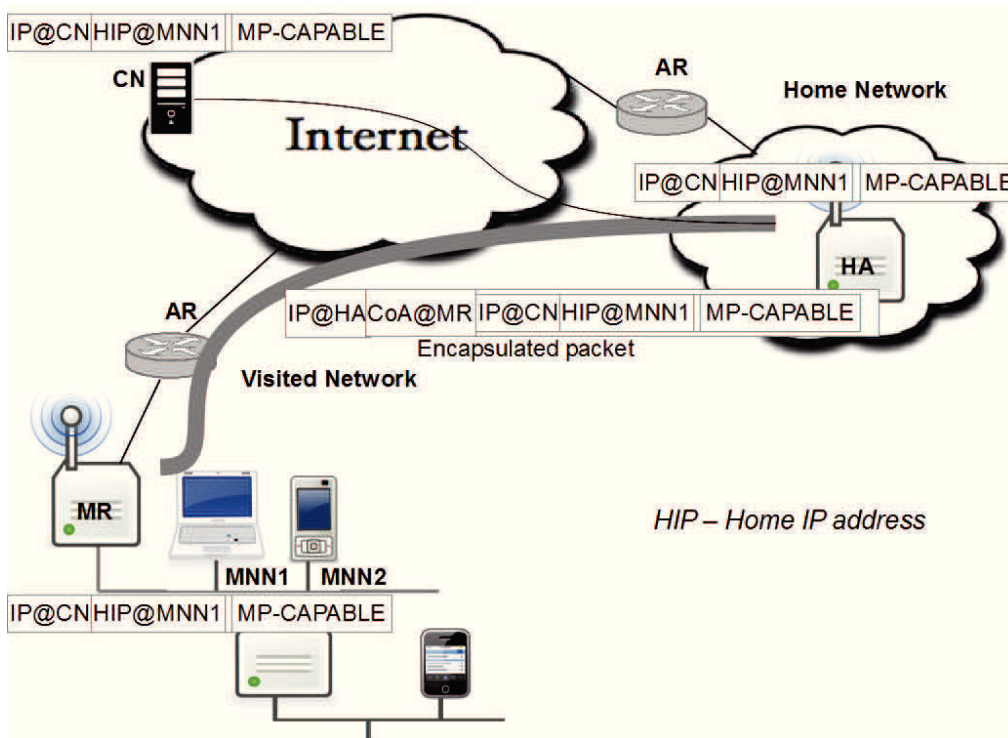 IP@CN HIP@MNN1 MP-CAPABLE
CN
AR
Home Network
Internet
IP@CN HIP@MNN1 MP-CAPABLE
HA
AR
IP@HA CoA@MR IP@CN HIP@MNN1 MP-CAPABLE
Encapsulated packet
Visited Network
MR
HIP – Home IP address
MNN1 MNN2
IP@CN HIP@MNN1 MP-CAPABLE